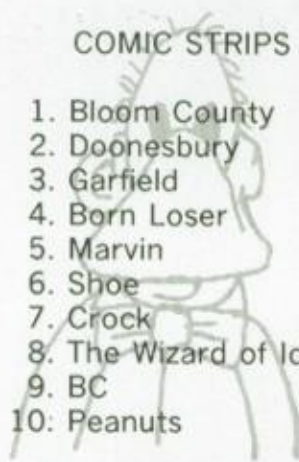 COMIC STRIPS
1. Bloom County
2. Doonesbury
3. Garfield
4. Born Loser
5. Marvin
6. Shoe
7. Crock
8. The Wizard of Id
9. BC
10: Peanuts